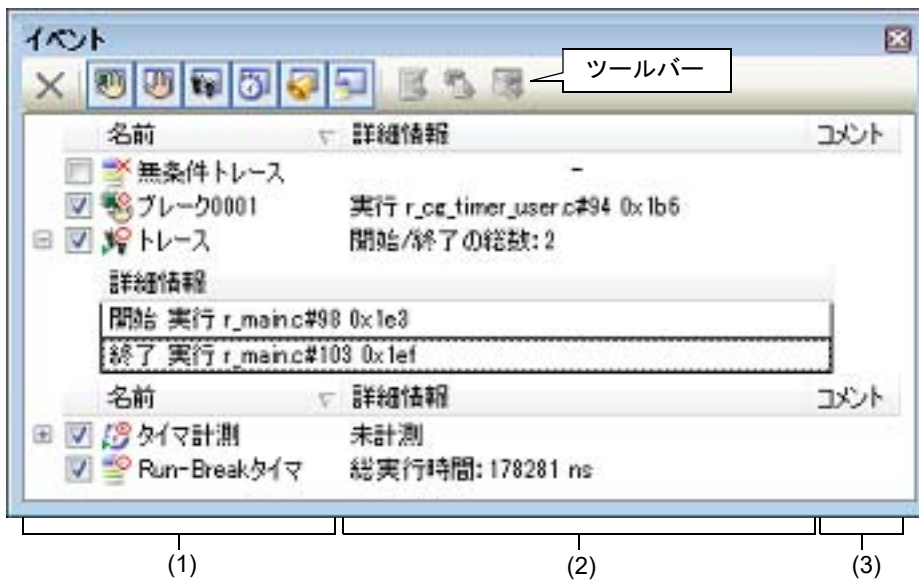 イベント
ツールバー
名前 詳細情報 コメント
無条件トレース -
ブレーク0001 実行 r_cg_timer_user.c#94 0x1b6
トレース 開始/終了の総数: 2
詳細情報
開始 実行 r_main.c#98 0x1e3
終了 実行 r_main.c#103 0x1ef
名前 詳細情報 コメント
タイマ計測 未計測
Run-Breakタイマ 総実行時間: 178281 ns
(1) (2) (3)